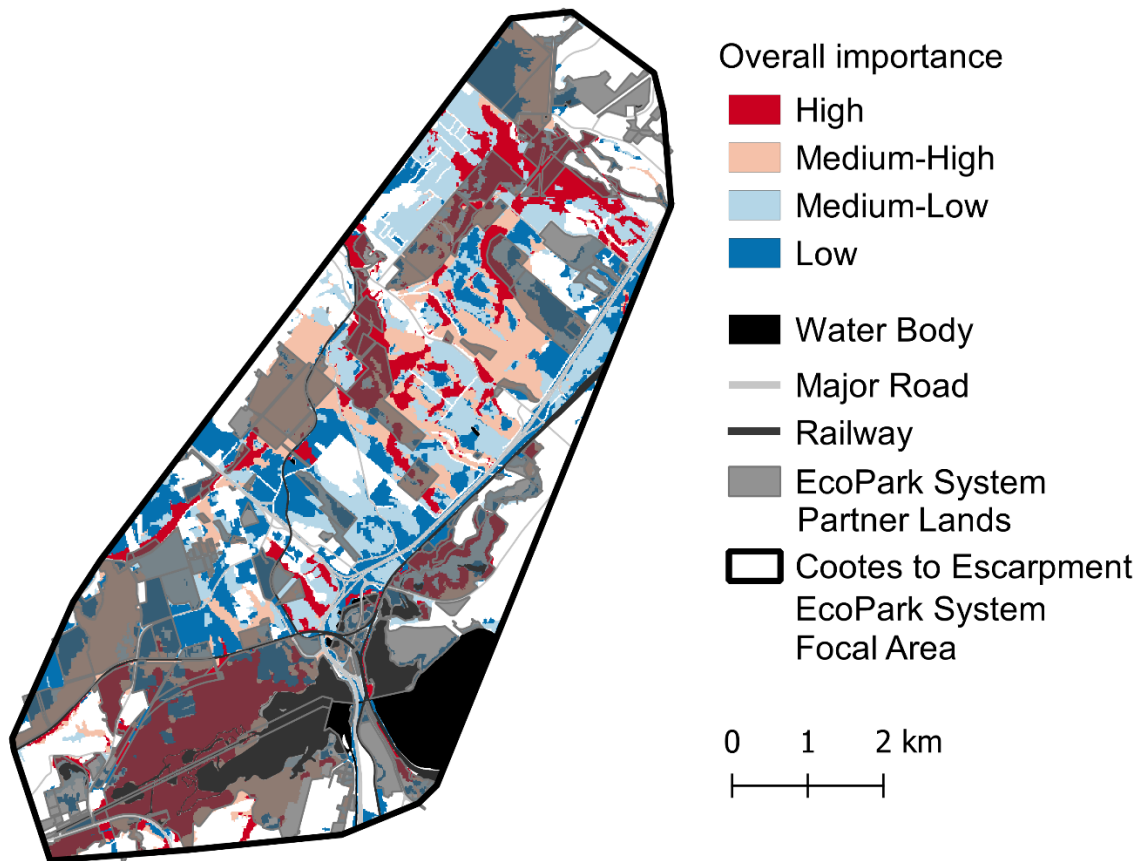 Overall importance
High
Medium-High
Medium-Low
Low
Water Body
Major Road
Railway
EcoPark System
Partner Lands
Cootes to Escarpment
EcoPark System
Focal Area
0 1 2 km